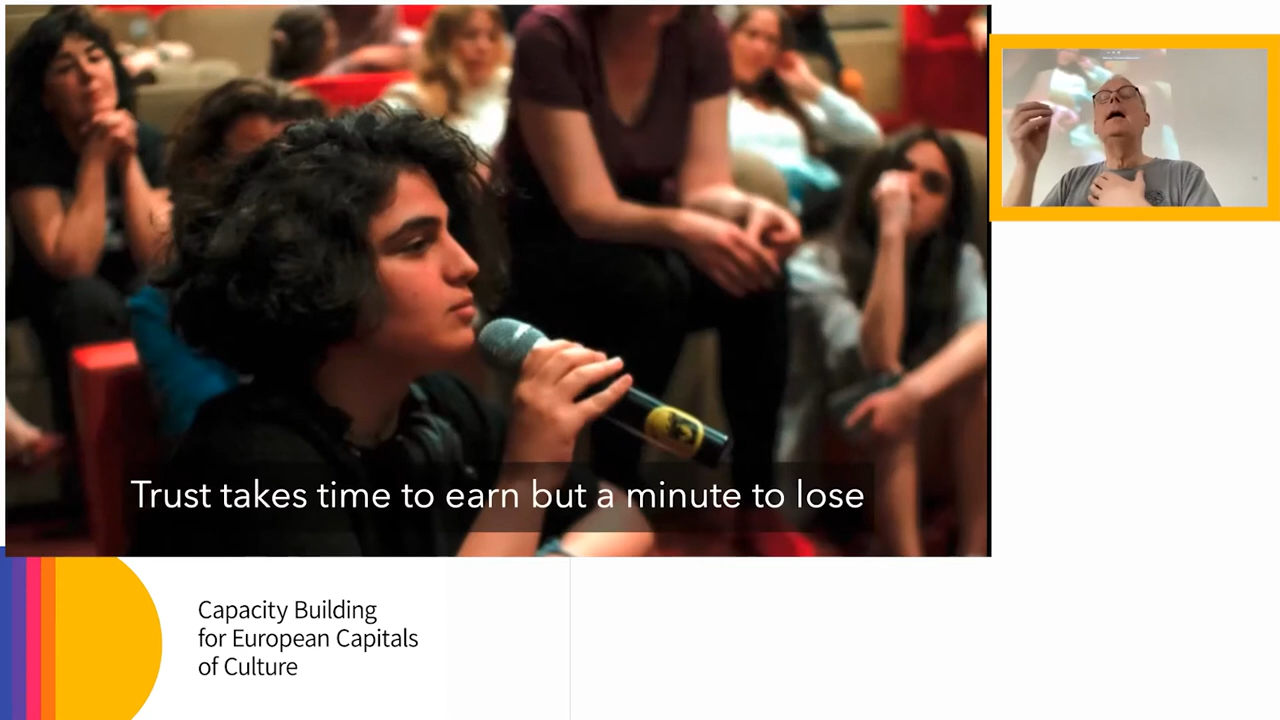 Trust takes time to earn but a minute to lose
Capacity Building
for European Capitals
of Culture